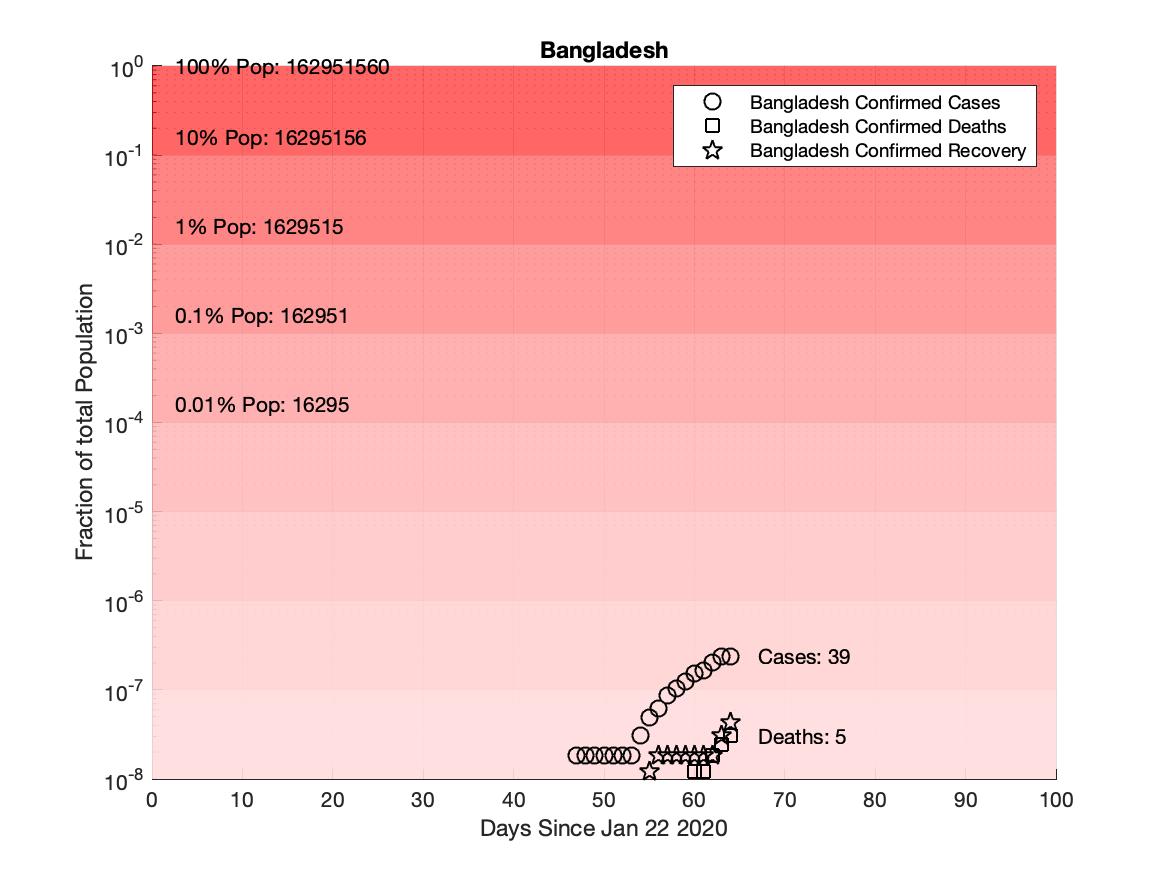 Bangladesh
10^0
100% Pop: 162951560
Bangladesh Confirmed Cases
Bangladesh Confirmed Deaths
Bangladesh Confirmed Recovery
10% Pop: 16295156
10^-1
1% Pop: 1629515
10^-2
0.1% Pop: 162951
10^-3
0.01% Pop: 16295
10^-4
10^-5
10^-6
10^-7
10^-8
Fraction of total Population
Cases: 39
Deaths: 5
0 10 20 30 40 50 60 70 80 90 100
Days Since Jan 22 2020